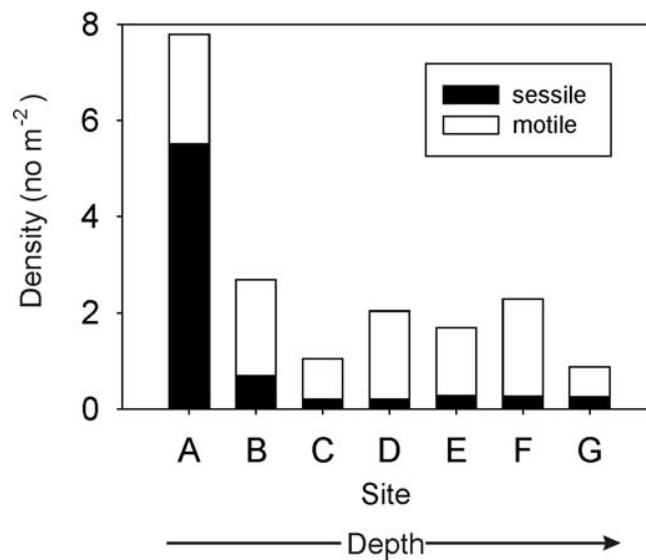 8
6
4
2
0
Density (no m⁻²)
sessile
motile
A B C D E F G
Site
Depth